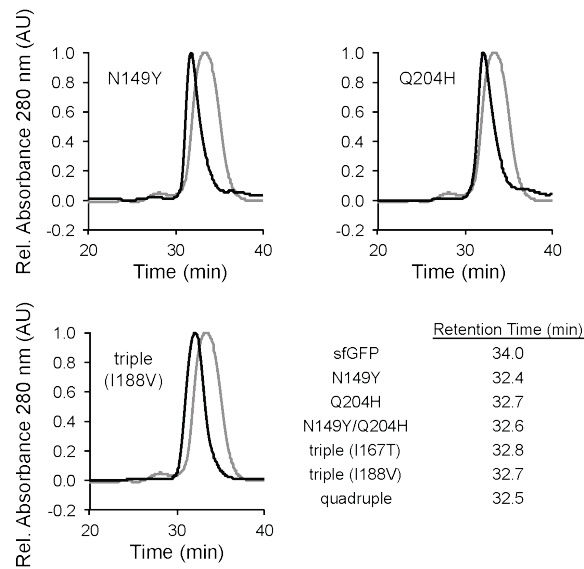 Rel. Absorbance 280 nm (AU)
1.0
0.8
0.6
0.4
0.2
0.0
-0.2
N149Y
20 30 40
Time (min)
1.0
0.8
0.6
0.4
0.2
0.0
-0.2
Q204H
20 30 40
Time (min)
Rel. Absorbance 280 nm (AU)
1.0
0.8
0.6
0.4
0.2
0.0
-0.2
triple
(I188V)
20 30 40
Time (min)
Retention Time (min)
sfGFP 34.0
N149Y 32.4
Q204H 32.7
N149Y/Q204H 32.6
triple (I167T) 32.8
triple (I188V) 32.7
quadruple 32.5